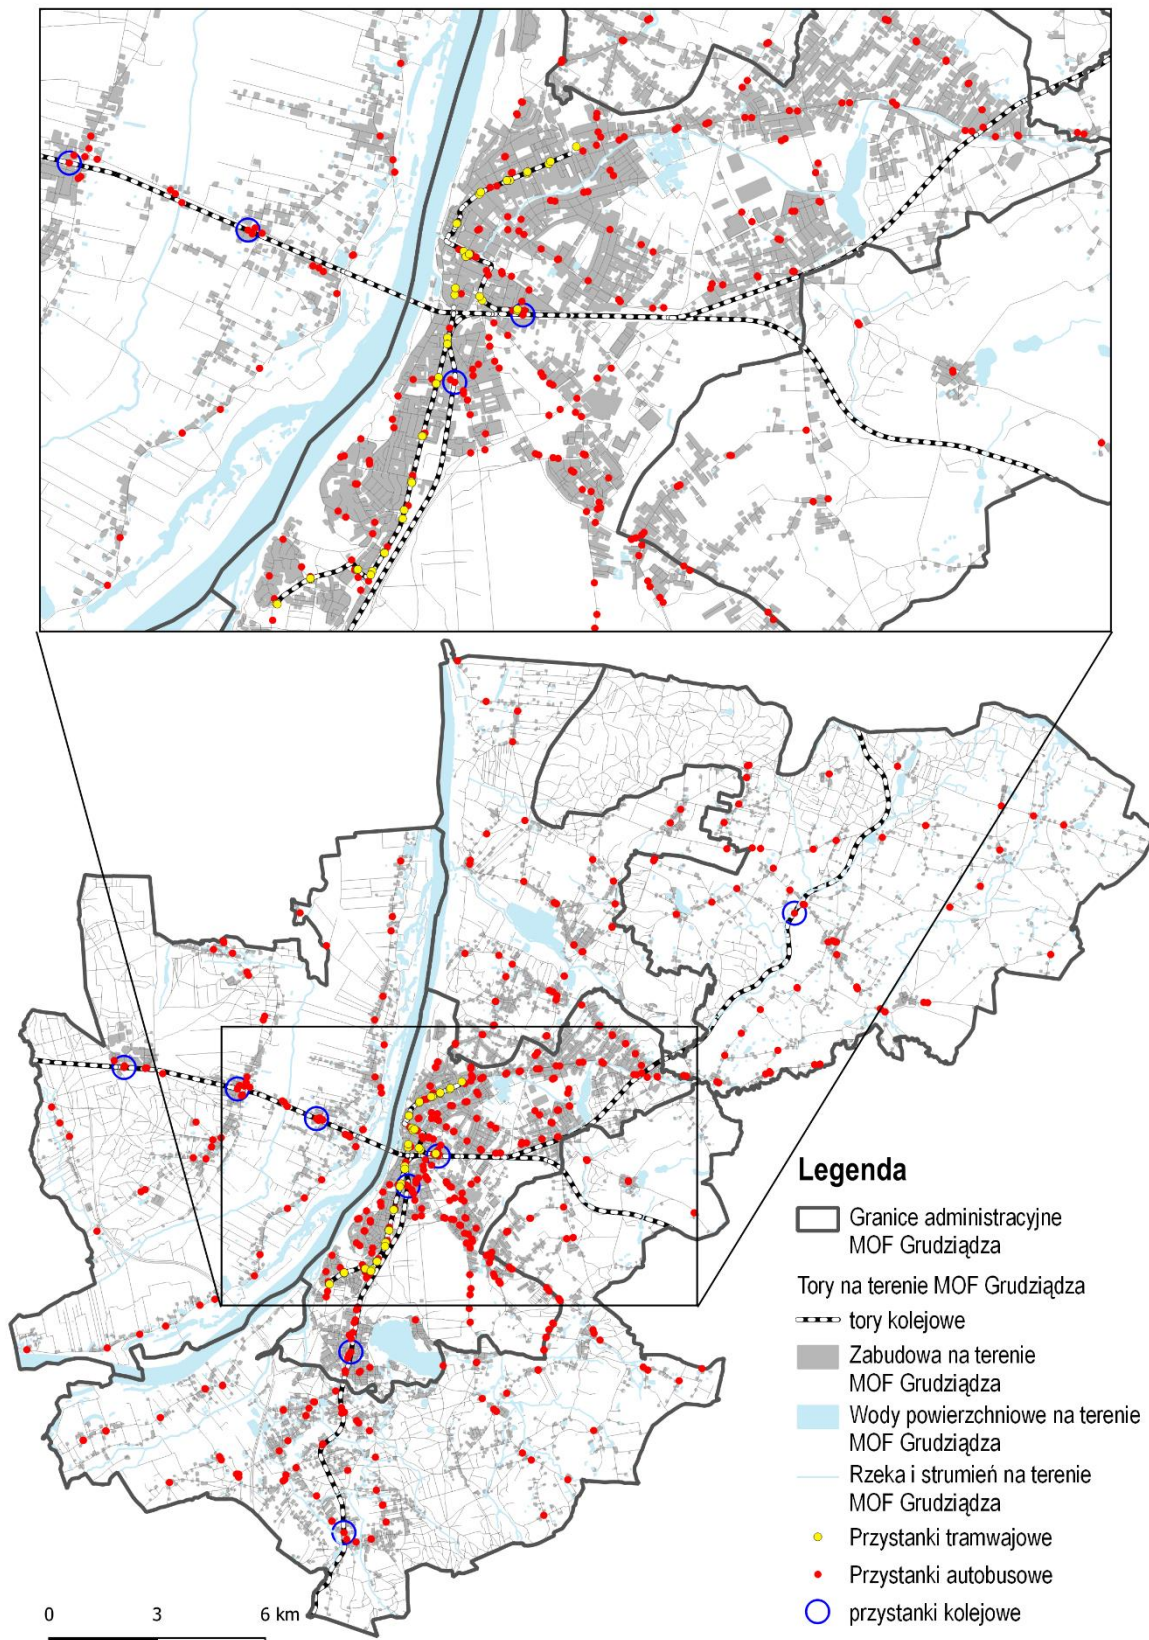 Legenda
Granice administracyjne
MOF Grudziądza
Tory na terenie MOF Grudziądza
tory kolejowe
Zabudowa na terenie
MOF Grudziądza
Wody powierzchniowe na terenie
MOF Grudziądza
Rzeka i strumień na terenie
MOF Grudziądza
Przystanki tramwajowe
Przystanki autobusowe
przystanki kolejowe
0 3 6 km